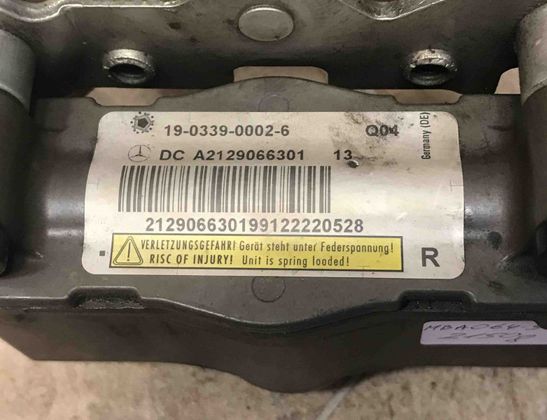 19-0339-0002-6 Q04
Germany (DE)
DC A2129066301 13
212906630199122220528
VERLETZUNGSGEFAHR! Gerät steht unter Federspannung!
RISC OF INJURY! Unit is spring loaded!
R